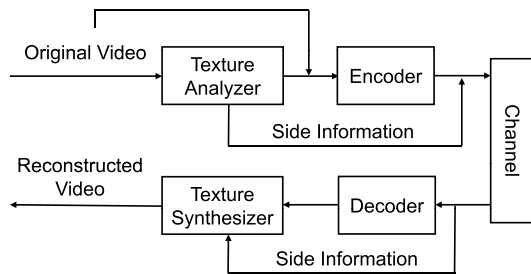 Original Video
Texture
Analyzer
Encoder
Side Information
Channel
Reconstructed
Video
Texture
Synthesizer
Decoder
Side Information